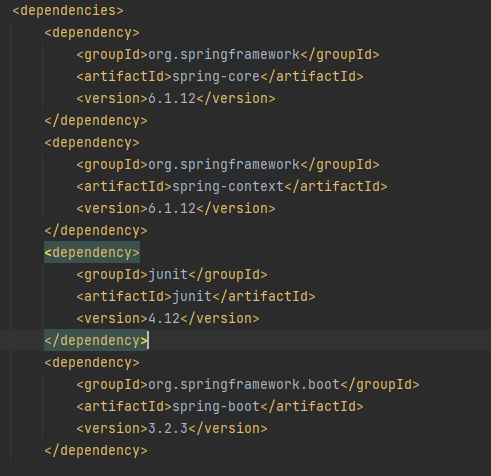 <dependencies>
<dependency>
<groupId>org.springframework</groupId>
<artifactId>spring-core</artifactId>
<version>6.1.12</version>
</dependency>
<dependency>
<groupId>org.springframework</groupId>
<artifactId>spring-context</artifactId>
<version>6.1.12</version>
</dependency>
<dependency>
<groupId>junit</groupId>
<artifactId>junit</artifactId>
<version>4.12</version>
</dependency>
<dependency>
<groupId>org.springframework.boot</groupId>
<artifactId>spring-boot</artifactId>
<version>3.2.3</version>
</dependency>